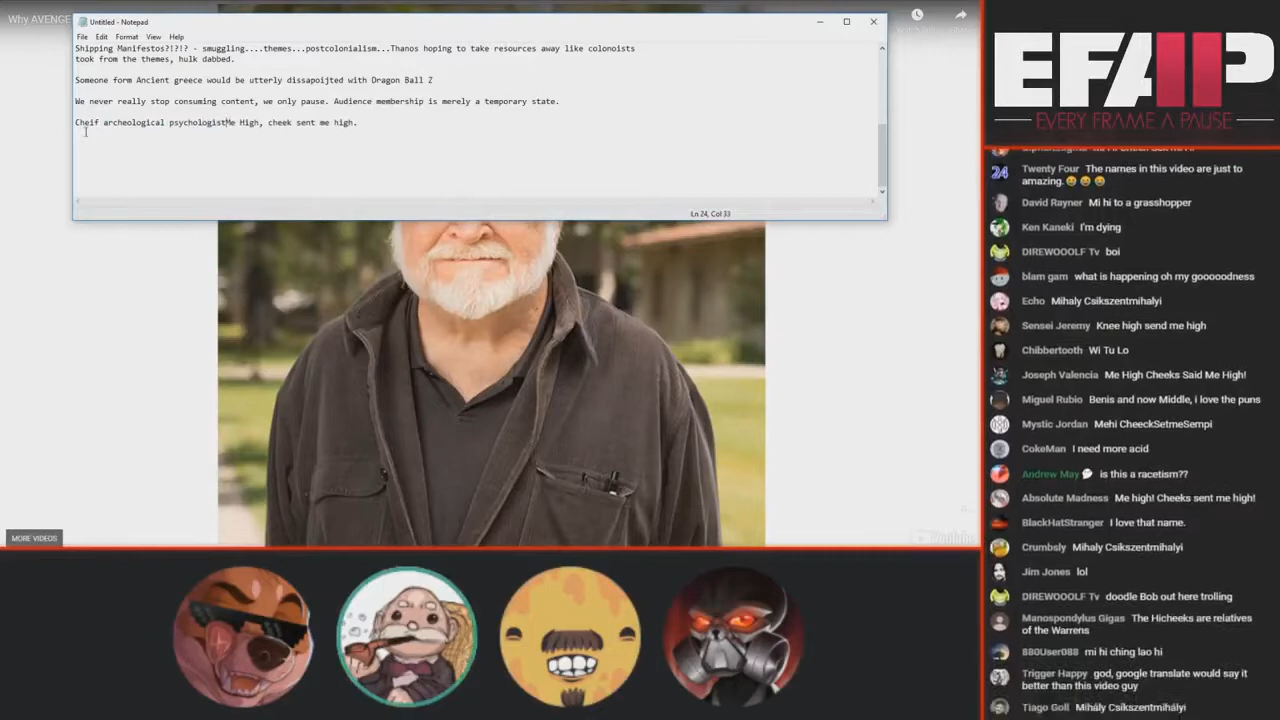 Why AVENGE
Untitled - Notepad
File Edit Format View Help
Shipping Manifestos?!?!? - smuggling....themes...postcolonialism...Thanos hoping to take resources away like colonoists
took from the themes, hulk dabbed.
Someone form Ancient greece would be utterly dissapoijted with Dragon Ball Z
We never really stop consuming content, we only pause. Audience membership is merely a temporary state.
Cheif archeological psychologistMe High, cheek sent me high.
Ln 24, Col 33
MORE VIDEOS
YouTube
EFAP
EVERY FRAME A PAUSE
24 Twenty Four The names in this video are just to
amazing.
David Rayner Mi hi to a grasshopper
Ken Kaneki I'm dying
DIREWOOOLF Tv boi
blam gam what is happening oh my gooooodness
Echo Mihaly Csikszentmihalyi
Sensei Jeremy Knee high send me high
Chibbertooth Wi Tu Lo
Joseph Valencia Me High Cheeks Said Me High!
Miguel Rubio Benis and now Middle, i love the puns
Mystic Jordan Mehi CheeckSetmeSempi
CokeMan I need more acid
Andrew May is this a racetism??
Absolute Madness Me high! Cheeks sent me high!
BlackHatStranger I love that name.
Crumbsly Mihaly Csikszentmihalyi
Jim Jones lol
DIREWOOOLF Tv doodle Bob out here trolling
Manospondylus Gigas The Hicheeks are relatives
of the Warrens
880User088 mi hi ching lao hi
Trigger Happy god, google translate would say it
better than this video guy
Tiago Goll Mihály Csíkszentmihályi